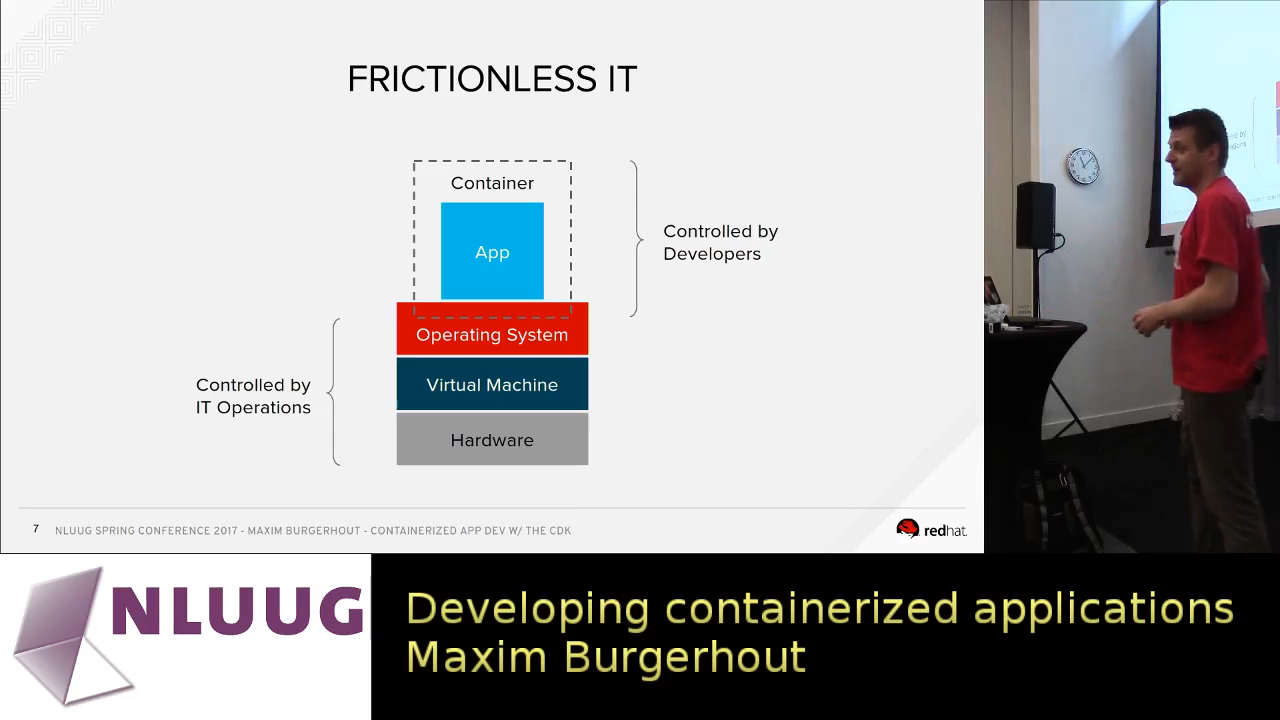 FRICTIONLESS IT
Container
App
Controlled by
Developers
Operating System
Virtual Machine
Hardware
Controlled by
IT Operations
7 NLUUG SPRING CONFERENCE 2017 - MAXIM BURGERHOUT - CONTAINERIZED APP DEV W/ THE CDK
redhat.
NLUUG
Developing containerized applications
Maxim Burgerhout